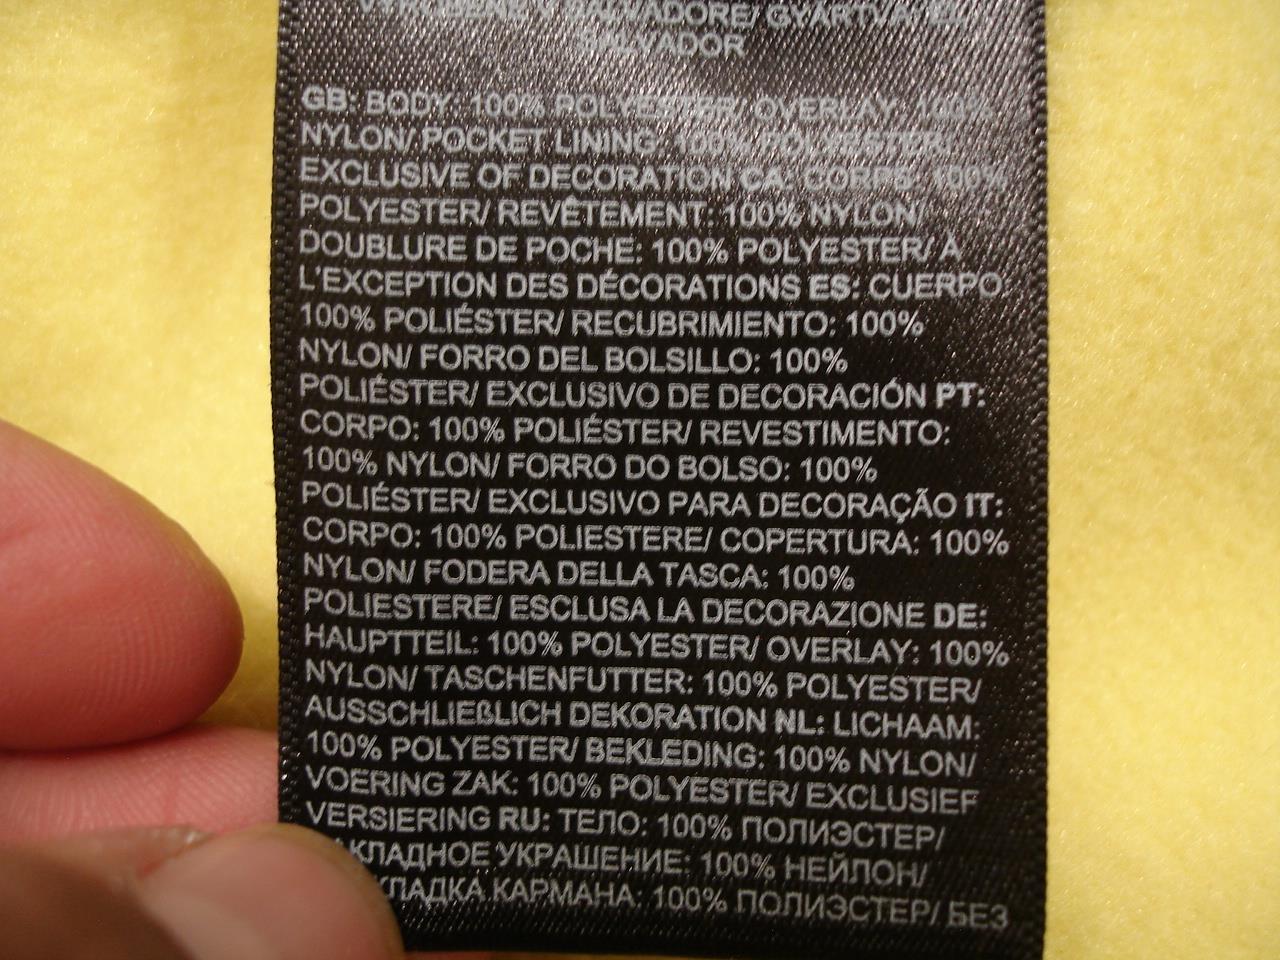 SALVADORE/ GYÁRTVA: EL
SALVADOR
GB: BODY: 100% POLYESTER/ OVERLAY: 100%
NYLON/ POCKET LINING: 100% POLYESTER/
EXCLUSIVE OF DECORATION CA: CORPS: 100%
POLYESTER/ REVÊTEMENT: 100% NYLON/
DOUBLURE DE POCHE: 100% POLYESTER/ À
L'EXCEPTION DES DÉCORATIONS ES: CUERPO
100% POLIÉSTER/ RECUBRIMIENTO: 100%
NYLON/ FORRO DEL BOLSILLO: 100%
POLIÉSTER/ EXCLUSIVO DE DECORACIÓN PT:
CORPO: 100% POLIÉSTER/ REVESTIMENTO:
100% NYLON/ FORRO DO BOLSO: 100%
POLIÉSTER/ EXCLUSIVO PARA DECORAÇÃO IT:
CORPO: 100% POLIESTERE/ COPERTURA: 100%
NYLON/ FODERA DELLA TASCA: 100%
POLIESTERE/ ESCLUSA LA DECORAZIONE DE:
HAUPTTEIL: 100% POLYESTER/ OVERLAY: 100%
NYLON/ TASCHENFUTTER: 100% POLYESTER/
AUSSCHLIEßLICH DEKORATION NL: LICHAAM:
100% POLYESTER/ BEKLEDING: 100% NYLON/
VOERING ZAK: 100% POLYESTER/ EXCLUSIEF
VERSIERING RU: ТЕЛО: 100% ПОЛИЭСТЕР/
АКЛАДНОЕ УКРАШЕНИЕ: 100% НЕЙЛОН/
КЛАДКА КАРМАНА: 100% ПОЛИЭСТЕР/ БЕЗ